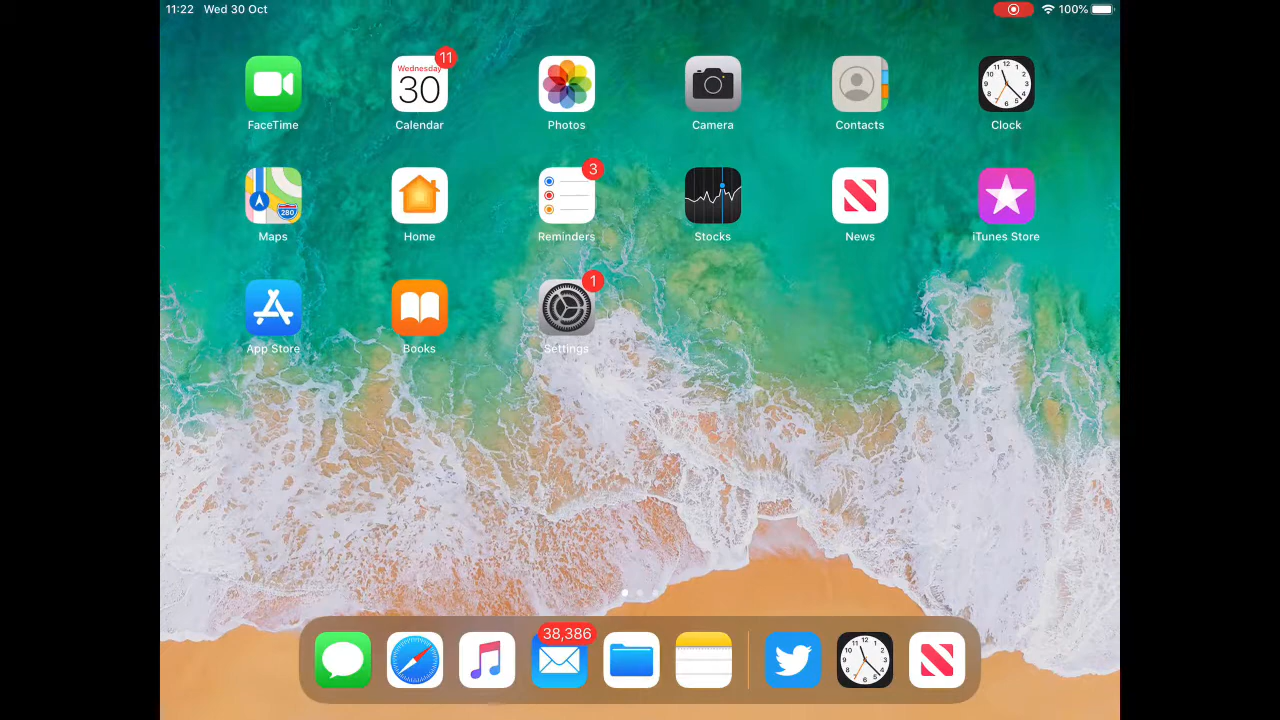 11:22 Wed 30 Oct 100%
11 3 1
Wednesday
30
FaceTime Calendar Photos Camera Contacts Clock
280
Maps Home Reminders Stocks News iTunes Store
App Store Books Settings
38,386